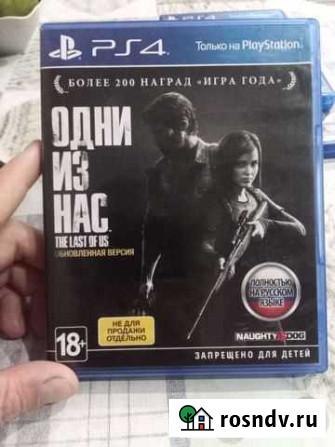 PS4
Только на PlayStation
БОЛЕЕ 200 НАГРАД «ИГРА ГОДА»
ОДНИ
ИЗ
НАС
THE LAST OF US
ОБНОВЛЕННАЯ ВЕРСИЯ
ПОЛНОСТЬЮ
НА РУССКОМ
ЯЗЫКЕ
НЕ ДЛЯ
ПРОДАЖИ
ОТДЕЛЬНО
18+
NAUGHTY DOG
ЗАПРЕЩЕНО ДЛЯ ДЕТЕЙ
rosndv.ru